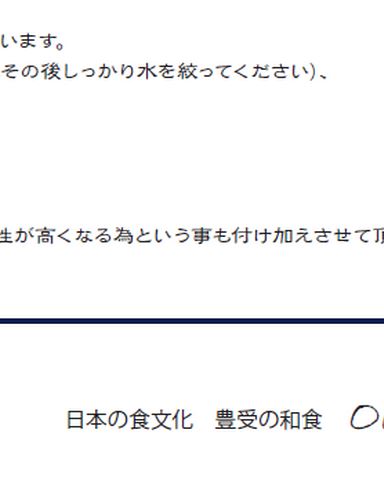 います。
その後しっかり水を絞ってください)、
性が高くなる為という事も付け加えさせて頂
日本の食文化　豊受の和食